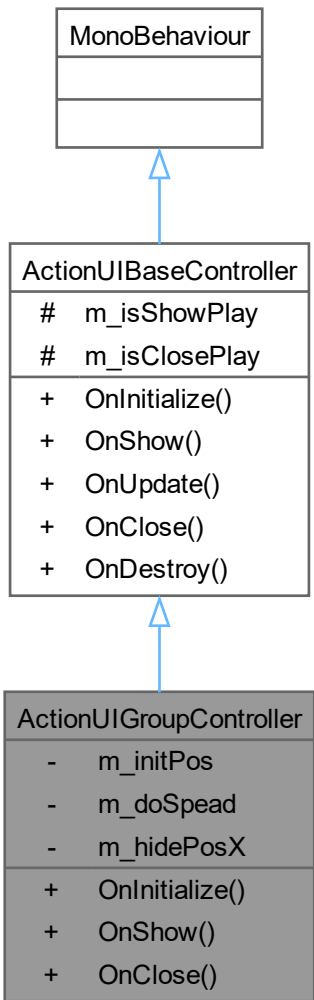 MonoBehaviour
ActionUIBaseController
# m_isShowPlay
# m_isClosePlay
+ OnInitialize()
+ OnShow()
+ OnUpdate()
+ OnClose()
+ OnDestroy()
ActionUIGroupController
- m_initPos
- m_doSpead
- m_hidePosX
+ OnInitialize()
+ OnShow()
+ OnClose()